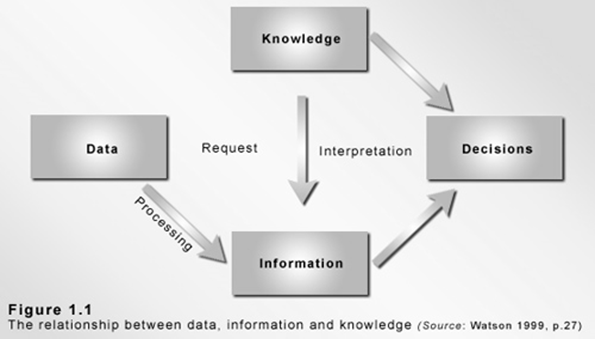 Knowledge
Data
Request
Interpretation
Decisions
Processing
Information
Figure 1.1
The relationship between data, information and knowledge (Source: Watson 1999, p.27)